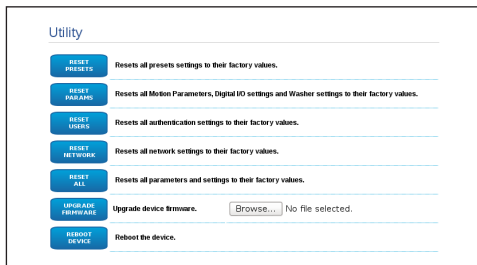 Utility
RESET
PRESETS
Resets all presets settings to their factory values.
RESET
PARAMS
Resets all Motion Parameters, Digital I/O settings and Washer settings to their factory values.
RESET
USERS
Resets all authentication settings to their factory values.
RESET
NETWORK
Resets all network settings to their factory values.
RESET
ALL
Resets all parameters and settings to their factory values.
UPGRADE
FIRMWARE
Upgrade device firmware.
Browse... No file selected.
REBOOT
DEVICE
Reboot the device.